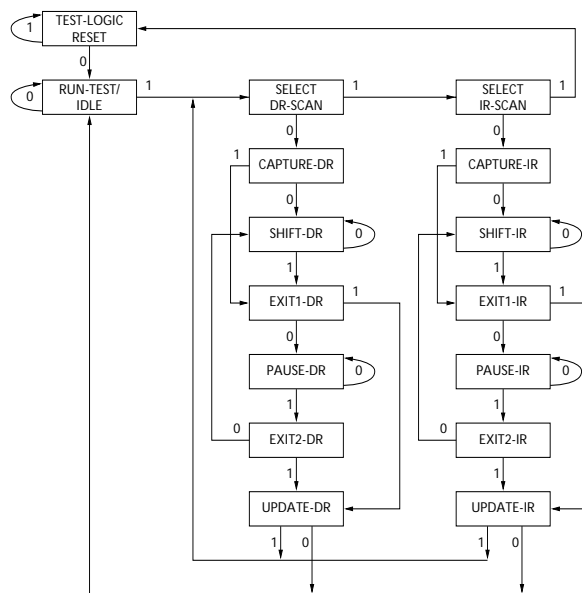 TEST-LOGIC
RESET
1
0
RUN-TEST/
IDLE
0
1
SELECT
DR-SCAN
1
SELECT
IR-SCAN
1
0
0
1
CAPTURE-DR
1
CAPTURE-IR
0
0
SHIFT-DR
0
SHIFT-IR
0
1
1
EXIT1-DR
1
EXIT1-IR
1
0
0
PAUSE-DR
0
PAUSE-IR
0
1
1
0
EXIT2-DR
0
EXIT2-IR
1
1
UPDATE-DR
UPDATE-IR
1
0
1
0